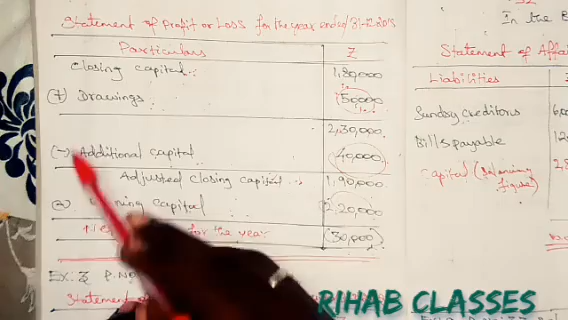 Statement of Profit or Loss for the year ended 31-12-2015
Particulars ₹
Closing capital 1,80,000
(+) Drawings 50,000
2,30,000
(-) Additional capital 40,000
Adjusted closing capital 1,90,000
capital 2,20,000
for the year (30,000)
EX.
Statement
In the B
Statement of Affai
Liabilities
Sundry creditors
Bills payable
Capital (Balancing
figure)
RIHAB CLASSES